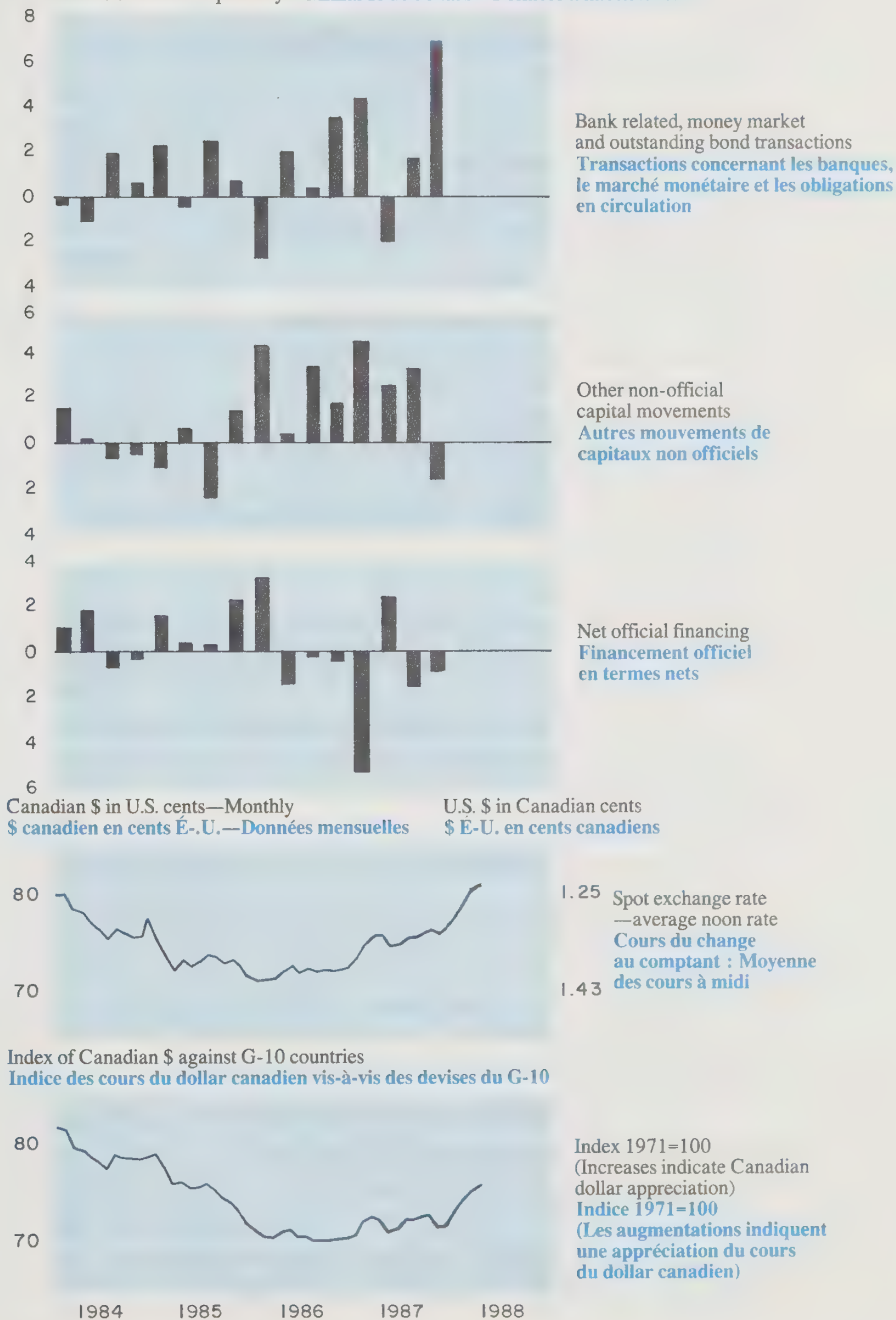 8
6
4
2
0
2
4
Bank related, money market
and outstanding bond transactions
Transactions concernant les banques,
le marché monétaire et les obligations
en circulation
6
4
2
0
2
4
Other non-official
capital movements
Autres mouvements de
capitaux non officiels
4
2
0
2
4
6
Net official financing
Financement officiel
en termes nets
Canadian $ in U.S. cents—Monthly
$ canadien en cents É-.U.—Données mensuelles
U.S. $ in Canadian cents
$ É-U. en cents canadiens
80
70
1.25
1.43
Spot exchange rate
—average noon rate
Cours du change
au comptant : Moyenne
des cours à midi
Index of Canadian $ against G-10 countries
Indice des cours du dollar canadien vis-à-vis des devises du G-10
80
70
Index 1971=100
(Increases indicate Canadian
dollar appreciation)
Indice 1971=100
(Les augmentations indiquent
une appréciation du cours
du dollar canadien)
1984 1985 1986 1987 1988